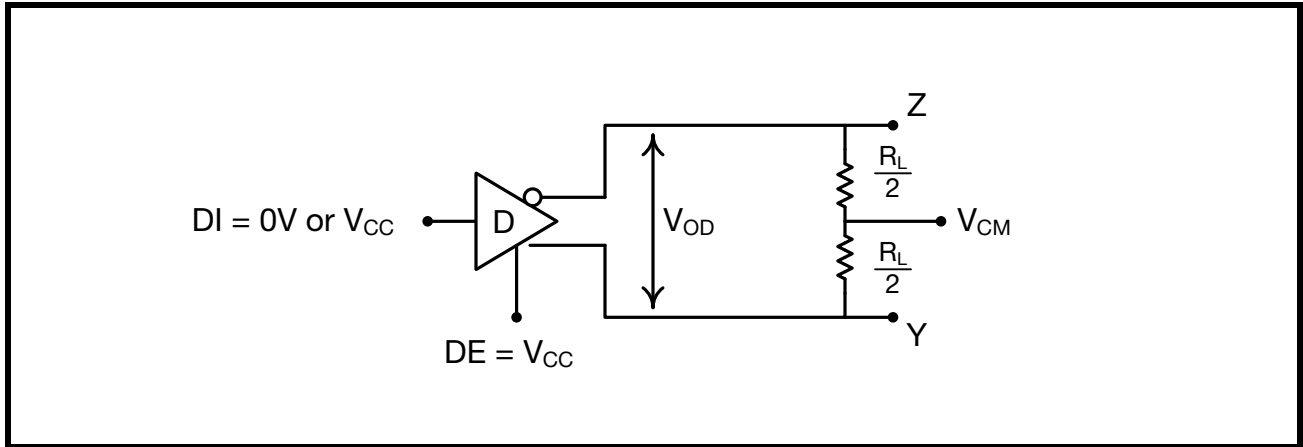 Z
R_L
2
DI = 0V or V_CC
D
V_OD
V_CM
R_L
2
Y
DE = V_CC